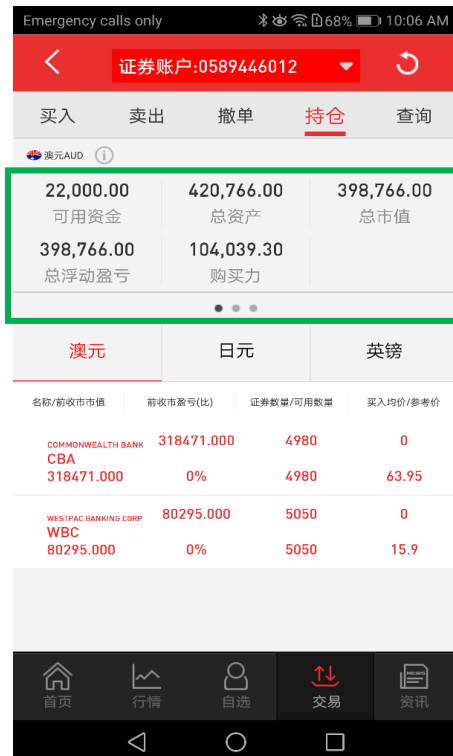 Emergency calls only 68% 10:06 AM
证券账户:0589446012
买入 卖出 撤单 持仓 查询
澳元AUD
22,000.00 420,766.00 398,766.00
可用资金 总资产 总市值
398,766.00 104,039.30
总浮动盈亏 购买力
澳元 日元 英镑
名称/前收市市值 前收市盈亏(比) 证券数量/可用数量 买入均价/参考价
COMMONWEALTH BANK 318471.000 4980 0
CBA
318471.000 0% 4980 63.95
WESTPAC BANKING CORP 80295.000 5050 0
WBC
80295.000 0% 5050 15.9
首页 行情 自选 交易 资讯